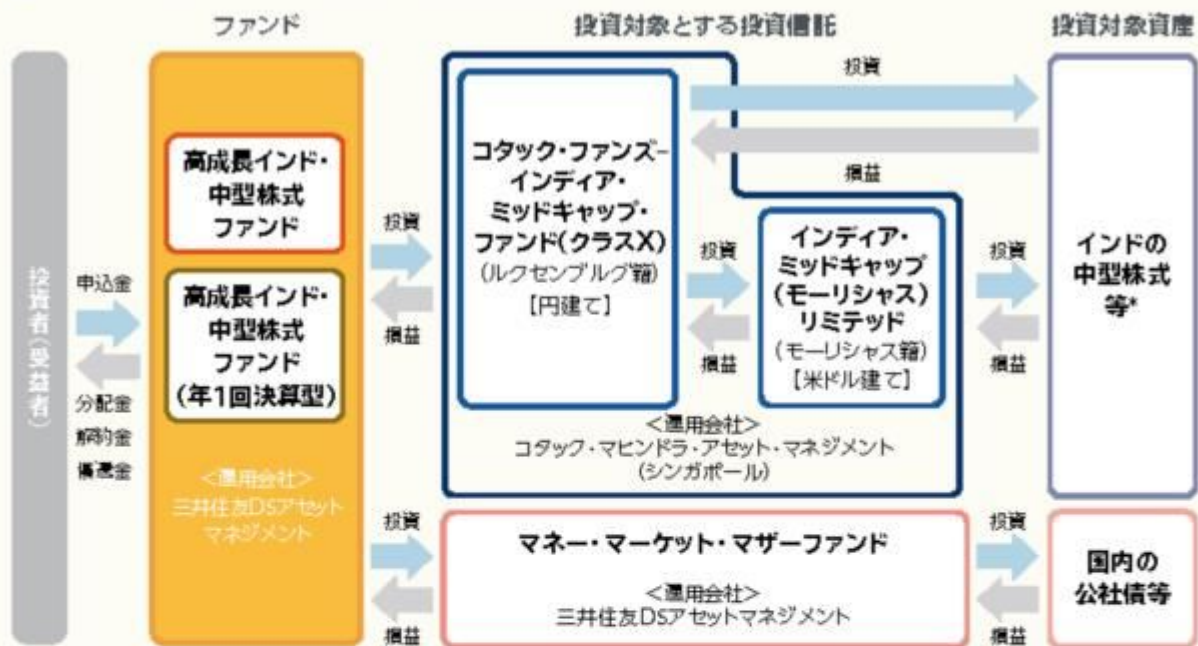 ファンド
投資対象とする投資信託
投資対象資産
投資者(受益者)
申込金
分配金
解約金
償還金
高成長インド・
中型株式
ファンド
高成長インド・
中型株式
ファンド
(年1回決算型)
<運用会社>
三井住友DSアセット
マネジメント
投資
損益
コタック・ファンズ-
インディア・
ミッドキャップ・
ファンド(クラスX)
(ルクセンブルグ籍)
【円建て】
投資
損益
投資
損益
インディア・
ミッドキャップ
(モーリシャス)
リミテッド
(モーリシャス籍)
【米ドル建て】
<運用会社>
コタック・マヒンドラ・アセット・マネジメント
(シンガポール)
投資
損益
インドの
中型株式
等*
投資
損益
マネー・マーケット・マザーファンド
<運用会社>
三井住友DSアセットマネジメント
投資
損益
国内の
公社債等